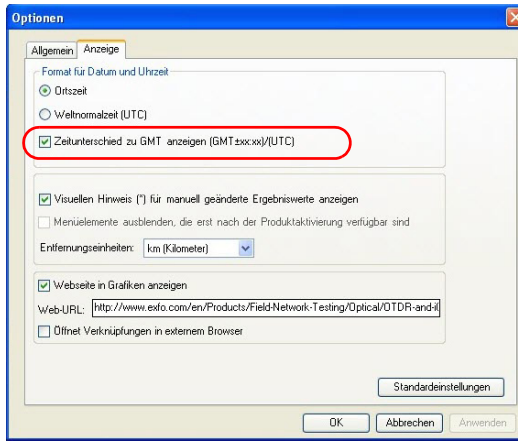 Optionen
Allgemein Anzeige
Format für Datum und Uhrzeit
Ortszeit
Weltnormalzeit (UTC)
Zeitunterschied zu GMT anzeigen (GMT±xx:xx)/(UTC)
Visuellen Hinweis (*) für manuell geänderte Ergebniswerte anzeigen
Menüelemente ausblenden, die erst nach der Produktaktivierung verfügbar sind
Entfernungseinheiten: km (Kilometer)
Webseite in Grafiken anzeigen
Web-URL: http://www.exfo.com/en/Products/Field-Network-Testing/Optical/OTDR-and-i
Öffnet Verknüpfungen in externem Browser
Standardeinstellungen
OK Abbrechen Anwenden